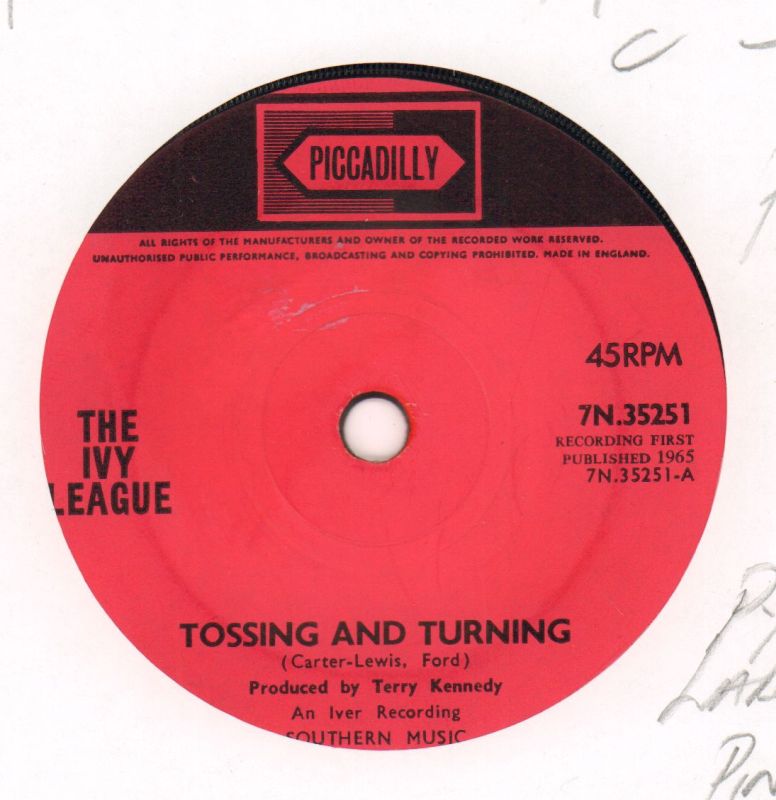 PICCADILLY
ALL RIGHTS OF THE MANUFACTURERS AND OWNER OF THE RECORDED WORK RESERVED.
UNAUTHORISED PUBLIC PERFORMANCE, BROADCASTING AND COPYING PROHIBITED. MADE IN ENGLAND.
45RPM
7N.35251
RECORDING FIRST
PUBLISHED 1965
7N.35251-A
THE
IVY
LEAGUE
TOSSING AND TURNING
(Carter-Lewis, Ford)
Produced by Terry Kennedy
An Iver Recording
SOUTHERN MUSIC